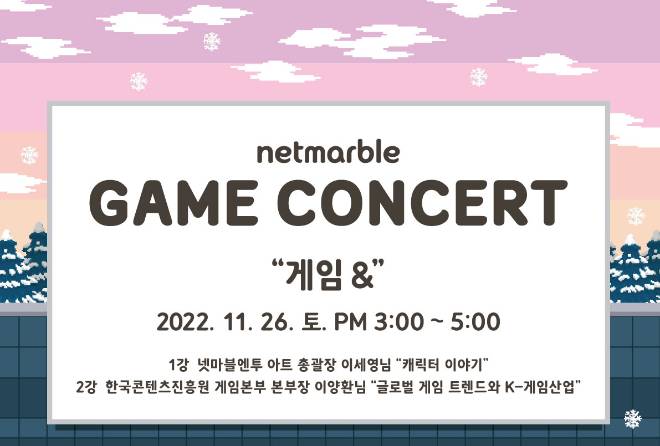 netmarble
GAME CONCERT
“게임 &”
2022. 11. 26. 토. PM 3:00 ~ 5:00
1강 넷마블엔투 아트 총괄장 이세영님 “캐릭터 이야기”
2강 한국콘텐츠진흥원 게임본부 본부장 이양환님 “글로벌 게임 트렌드와 K-게임산업”